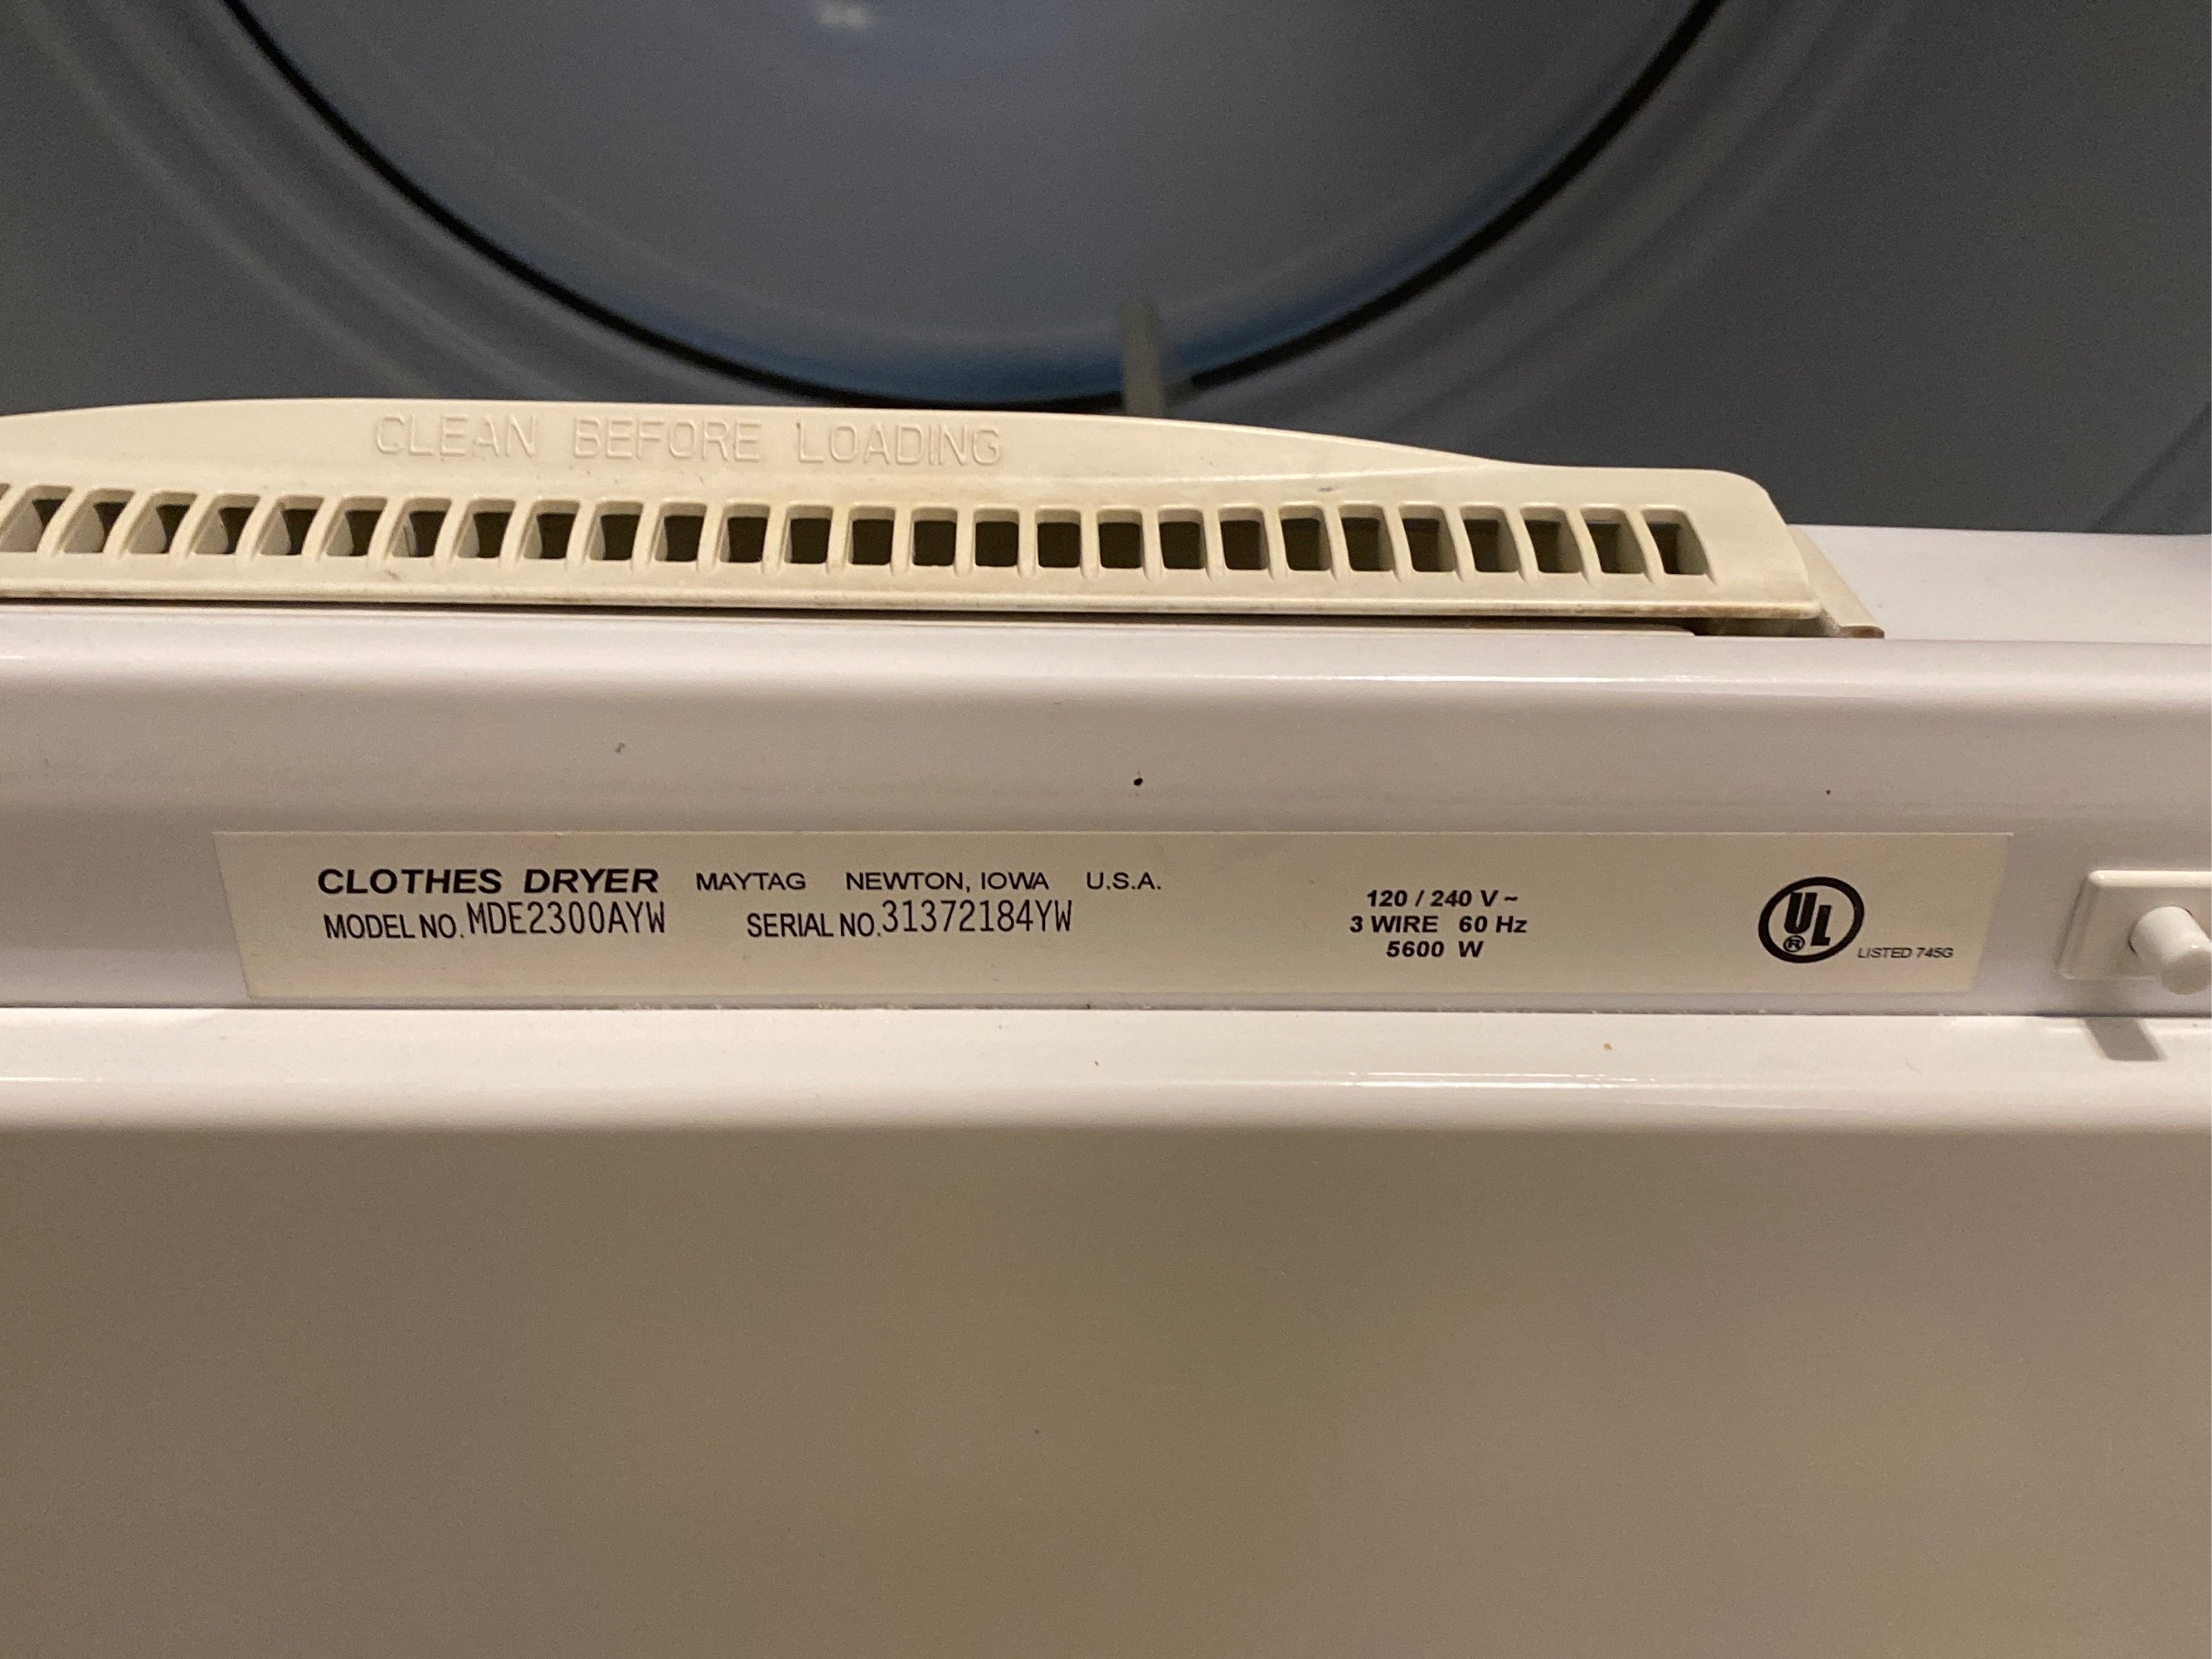 CLEAN BEFORE LOADING
CLOTHES DRYER MAYTAG NEWTON, IOWA U.S.A.
MODEL NO. MDE2300AYW SERIAL NO. 31372184YW
120 / 240 V ~
3 WIRE 60 Hz
5600 W
UL
®
LISTED 745G